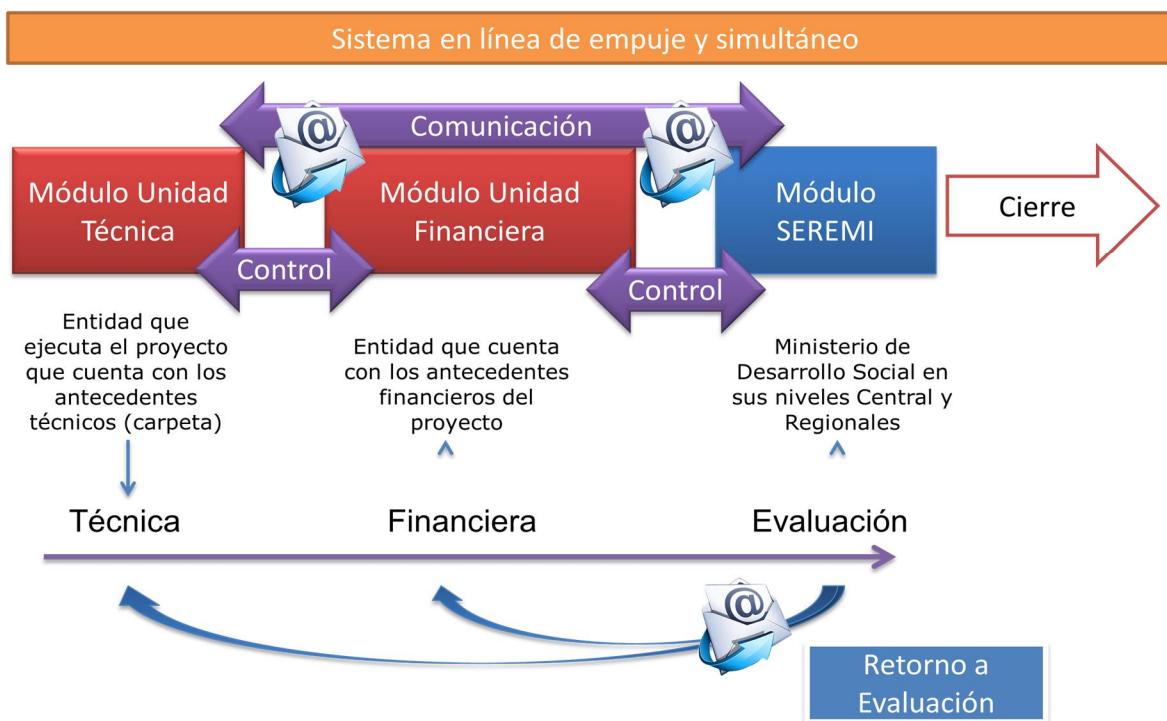 Sistema en línea de empuje y simultáneo
Comunicación
Módulo Unidad
Técnica
Módulo Unidad
Financiera
Módulo
SEREMI
Cierre
Control
Control
Entidad que
ejecuta el proyecto
que cuenta con los
antecedentes
técnicos (carpeta)
Entidad que cuenta
con los antecedentes
financieros del
proyecto
Ministerio de
Desarrollo Social en
sus niveles Central y
Regionales
Técnica
Financiera
Evaluación
@
@
@
Retorno a
Evaluación